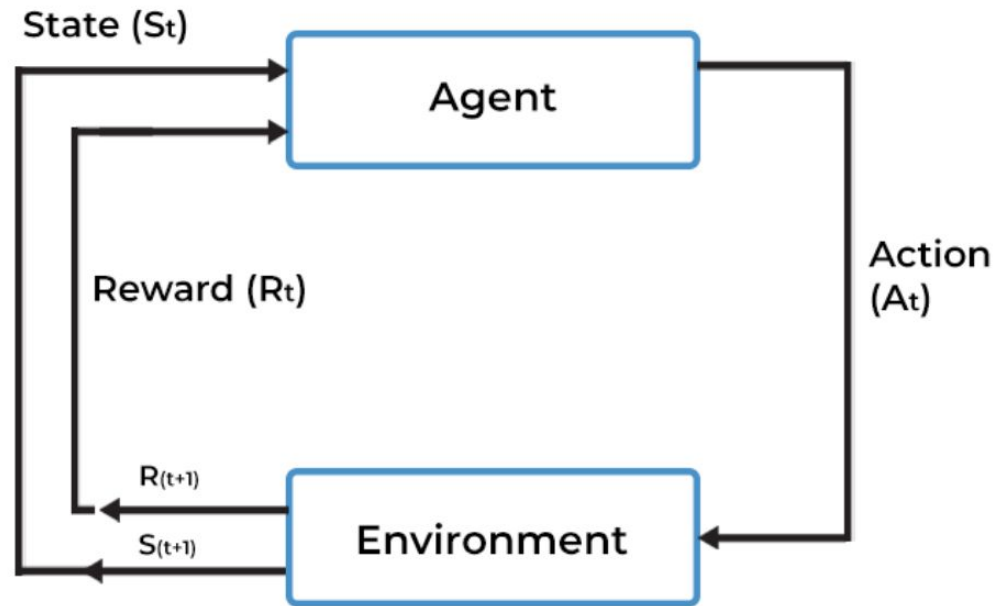 State (St)
Agent
Action
(At)
Reward (Rt)
R(t+1)
S(t+1)
Environment